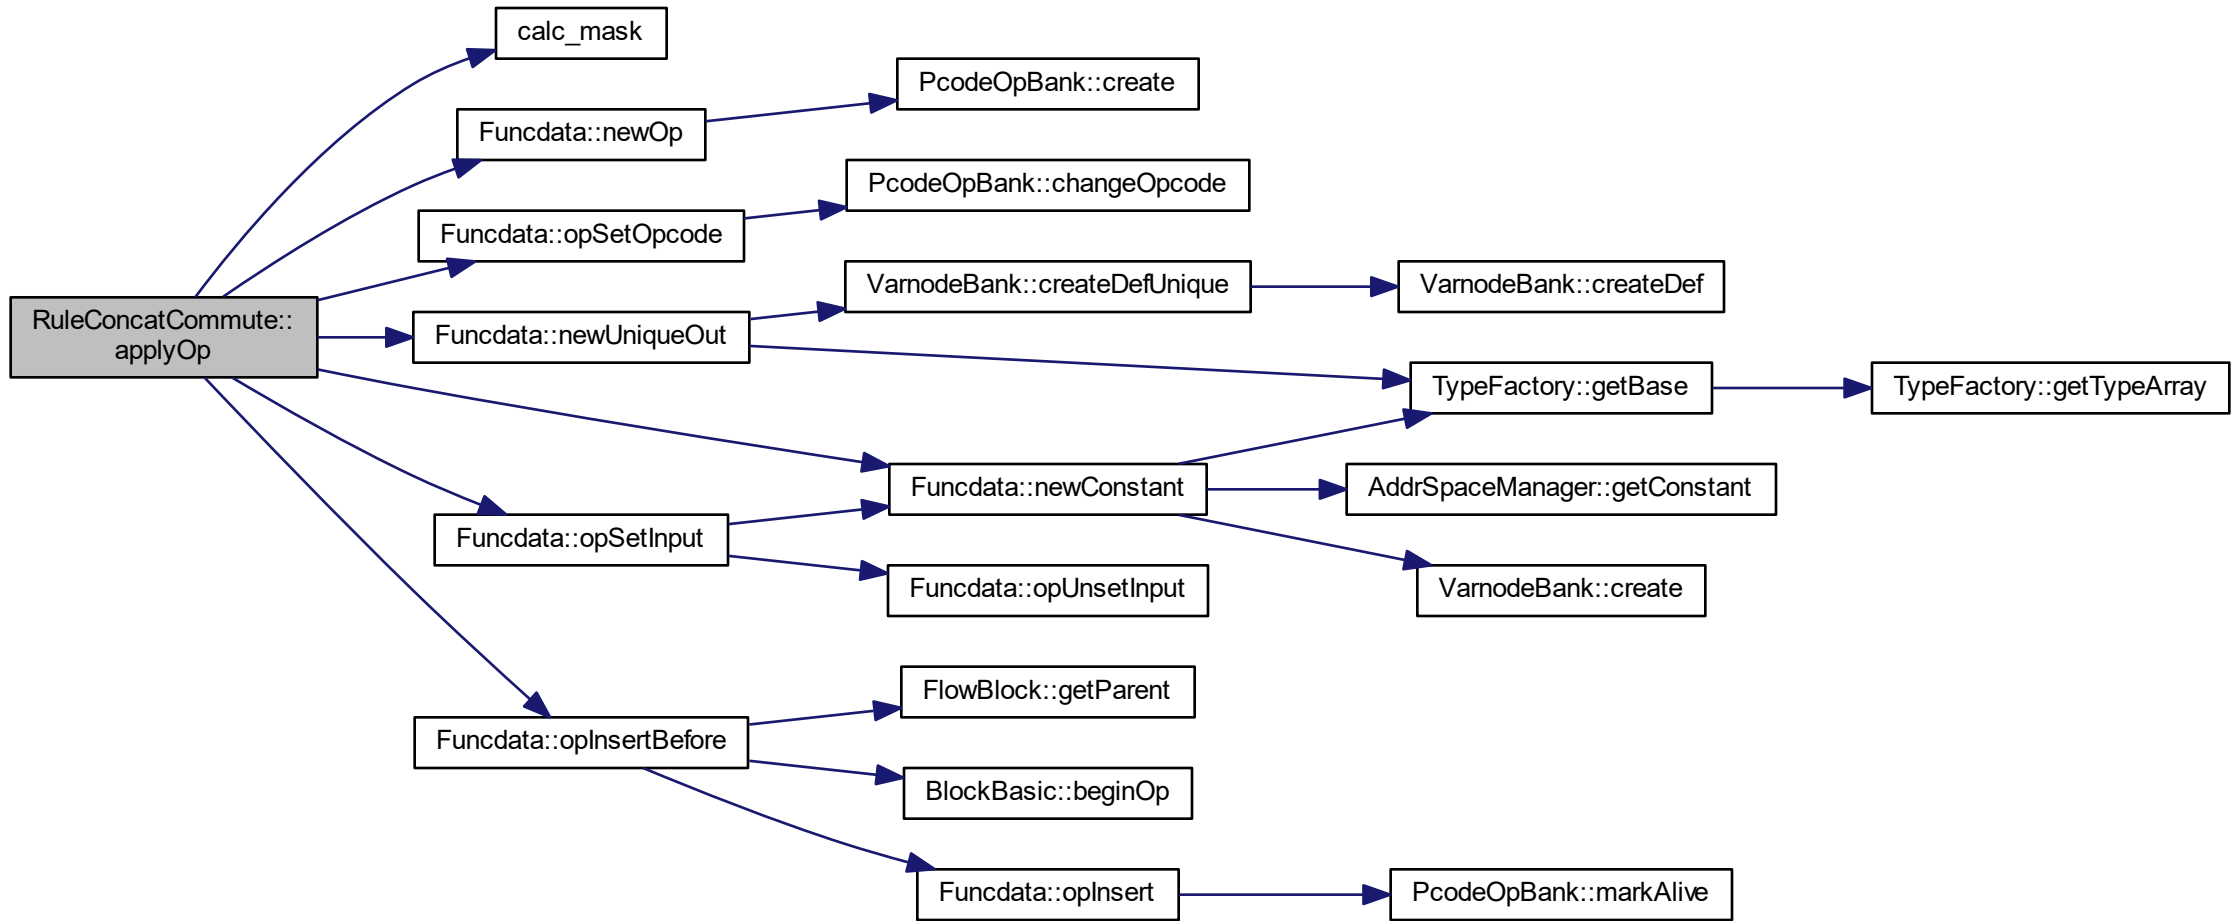 calc_mask
PcodeOpBank::create
Funcdata::newOp
PcodeOpBank::changeOpcode
Funcdata::opSetOpcode
VarnodeBank::createDefUnique
VarnodeBank::createDef
RuleConcatCommute::
applyOp
Funcdata::newUniqueOut
TypeFactory::getBase
TypeFactory::getTypeArray
Funcdata::newConstant
AddrSpaceManager::getConstant
Funcdata::opSetInput
Funcdata::opUnsetInput
VarnodeBank::create
FlowBlock::getParent
Funcdata::opInsertBefore
BlockBasic::beginOp
Funcdata::opInsert
PcodeOpBank::markAlive